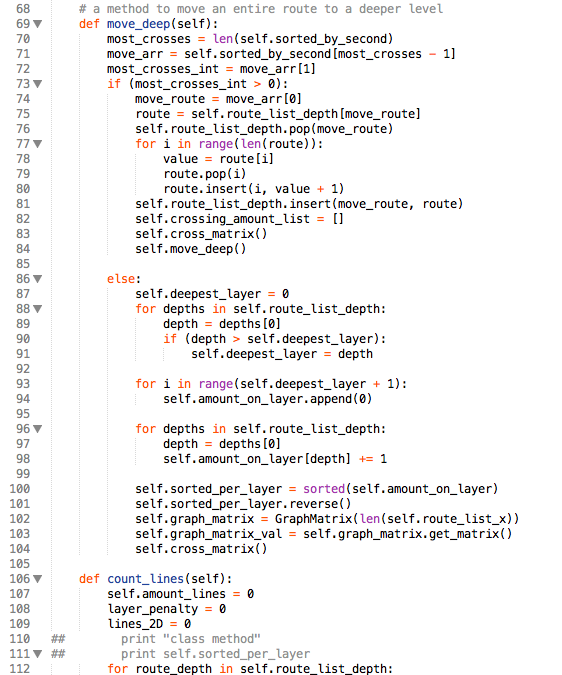 68 # a method to move an entire route to a deeper level
69 def move_deep(self):
70 most_crosses = len(self.sorted_by_second)
71 move_arr = self.sorted_by_second[most_crosses - 1]
72 most_crosses_int = move_arr[1]
73 if (most_crosses_int > 0):
74 move_route = move_arr[0]
75 route = self.route_list_depth[move_route]
76 self.route_list_depth.pop(move_route)
77 for i in range(len(route)):
78 value = route[i]
79 route.pop(i)
80 route.insert(i, value + 1)
81 self.route_list_depth.insert(move_route, route)
82 self.crossing_amount_list = []
83 self.cross_matrix()
84 self.move_deep()
85
86 else:
87 self.deepest_layer = 0
88 for depths in self.route_list_depth:
89 depth = depths[0]
90 if (depth > self.deepest_layer):
91 self.deepest_layer = depth
92
93 for i in range(self.deepest_layer + 1):
94 self.amount_on_layer.append(0)
95
96 for depths in self.route_list_depth:
97 depth = depths[0]
98 self.amount_on_layer[depth] += 1
99
100 self.sorted_per_layer = sorted(self.amount_on_layer)
101 self.sorted_per_layer.reverse()
102 self.graph_matrix = GraphMatrix(len(self.route_list_x))
103 self.graph_matrix_val = self.graph_matrix.get_matrix()
104 self.cross_matrix()
105
106 def count_lines(self):
107 self.amount_lines = 0
108 layer_penalty = 0
109 lines_2D = 0
110 ## print "class method"
111 ## print self.sorted_per_layer
112 for route_depth in self.route_list_depth: